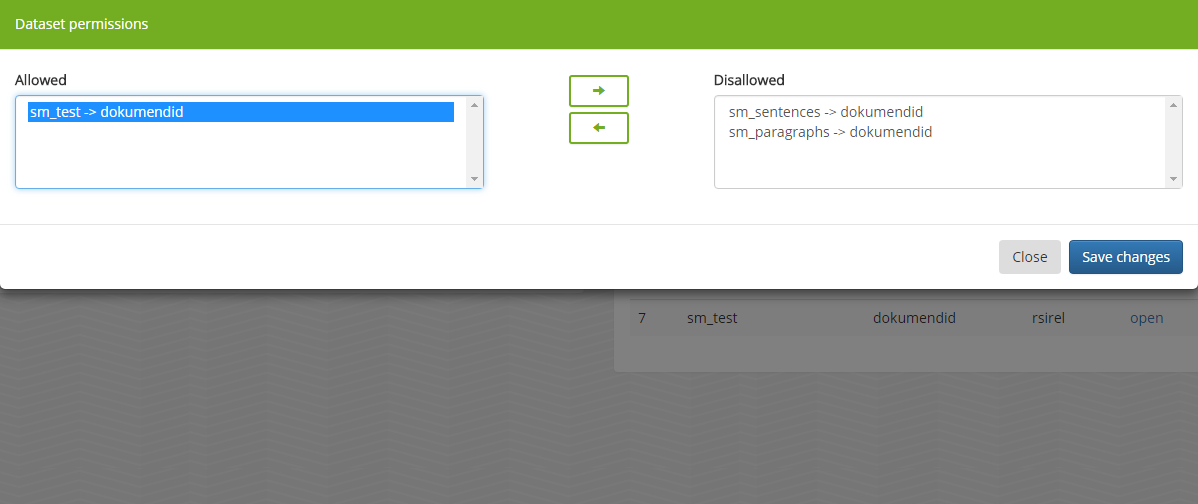 Dataset permissions
Allowed
Disallowed
sm_test -> dokumendid
sm_sentences -> dokumendid
sm_paragraphs -> dokumendid
Close
Save changes
7 sm_test dokumendid rsirel open